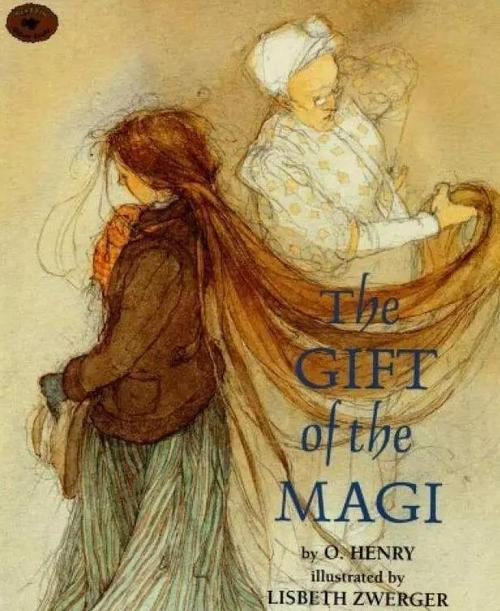 The
GIFT
of the
MAGI
by O. HENRY
illustrated by
LISBETH ZWERGER